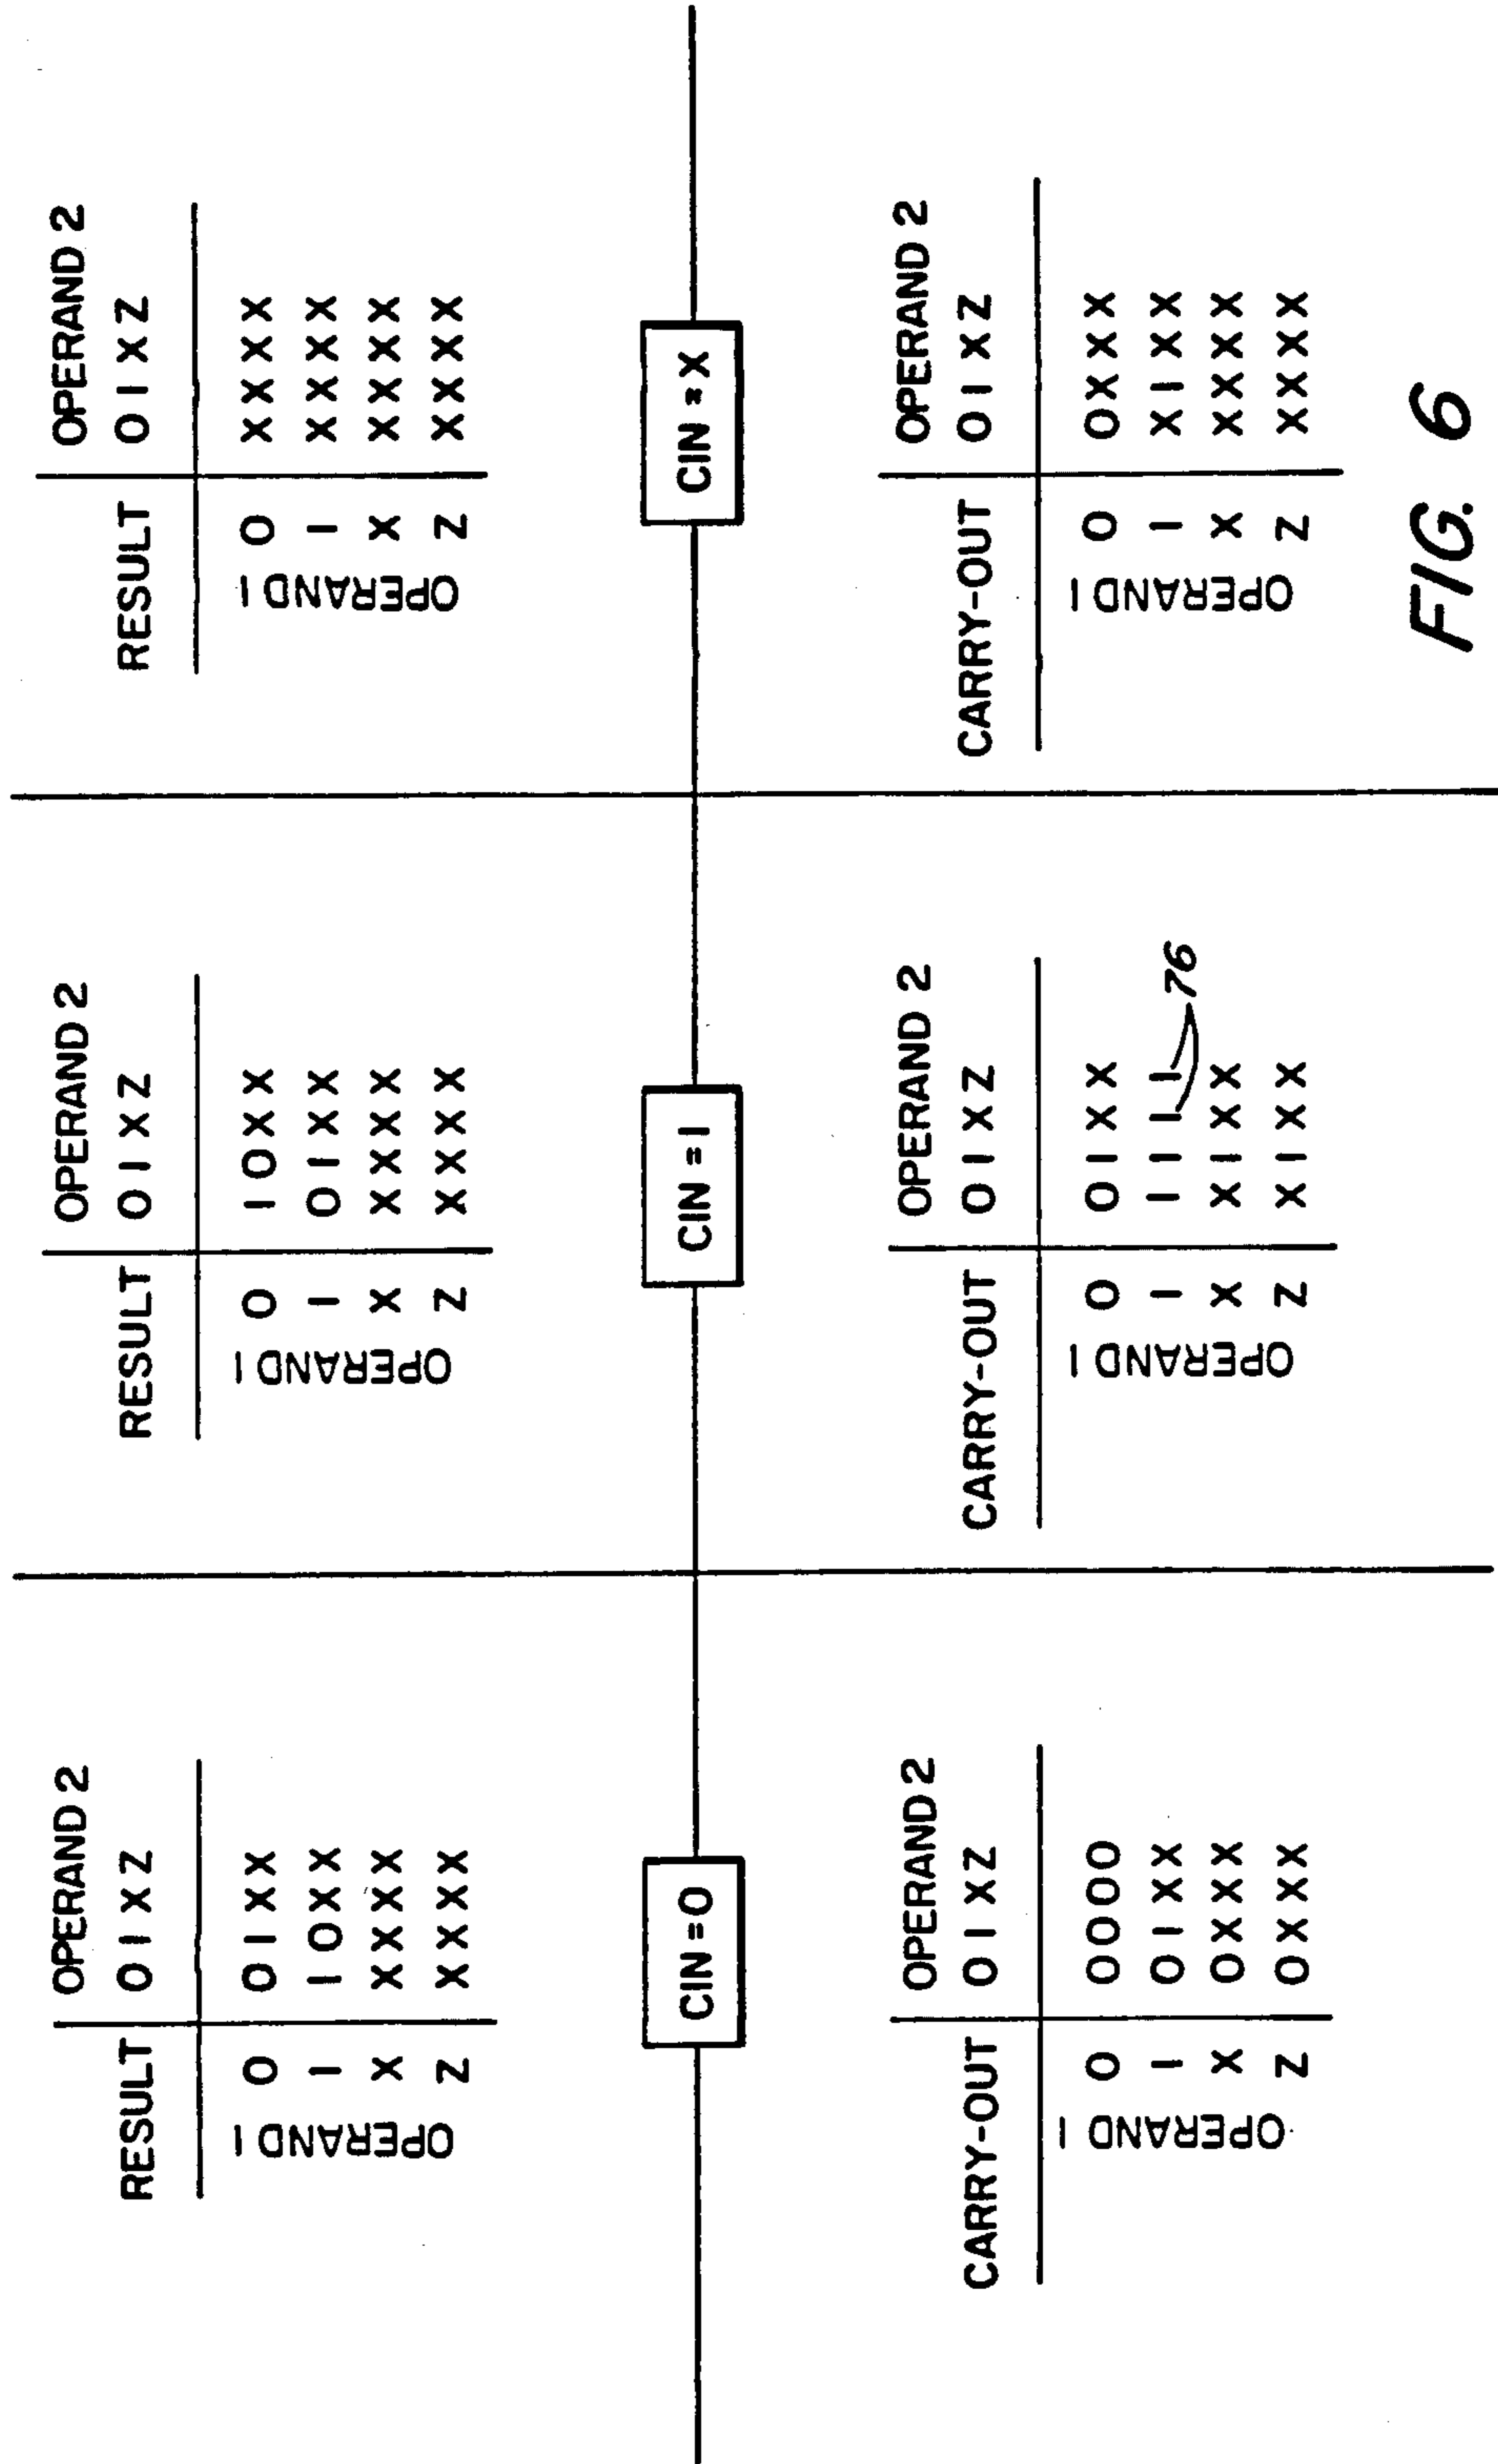 OPERAND 2
RESULT 0 1 X Z
0 0 1 X X
1 1 0 X X
X X X X X
Z X X X X
OPERAND 1
CIN = 0
OPERAND 2
CARRY-OUT 0 1 X Z
0 0 0 0 0
1 0 1 X X
X 0 X X X
Z 0 X X X
OPERAND 1
OPERAND 2
RESULT 0 1 X Z
0 1 0 X X
1 0 1 X X
X X X X X
Z X X X X
OPERAND 1
CIN = 1
OPERAND 2
CARRY-OUT 0 1 X Z
0 0 1 X X
1 1 1 1 1
X X 1 X X
Z X 1 X X
OPERAND 1
76
OPERAND 2
RESULT 0 1 X Z
0 X X X X
1 X X X X
X X X X X
Z X X X X
OPERAND 1
CIN = X
OPERAND 2
CARRY-OUT 0 1 X Z
0 0 X X X
1 X 1 X X
X X X X X
Z X X X X
OPERAND 1
FIG. 6